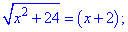 √(x² + 24) = (x + 2);